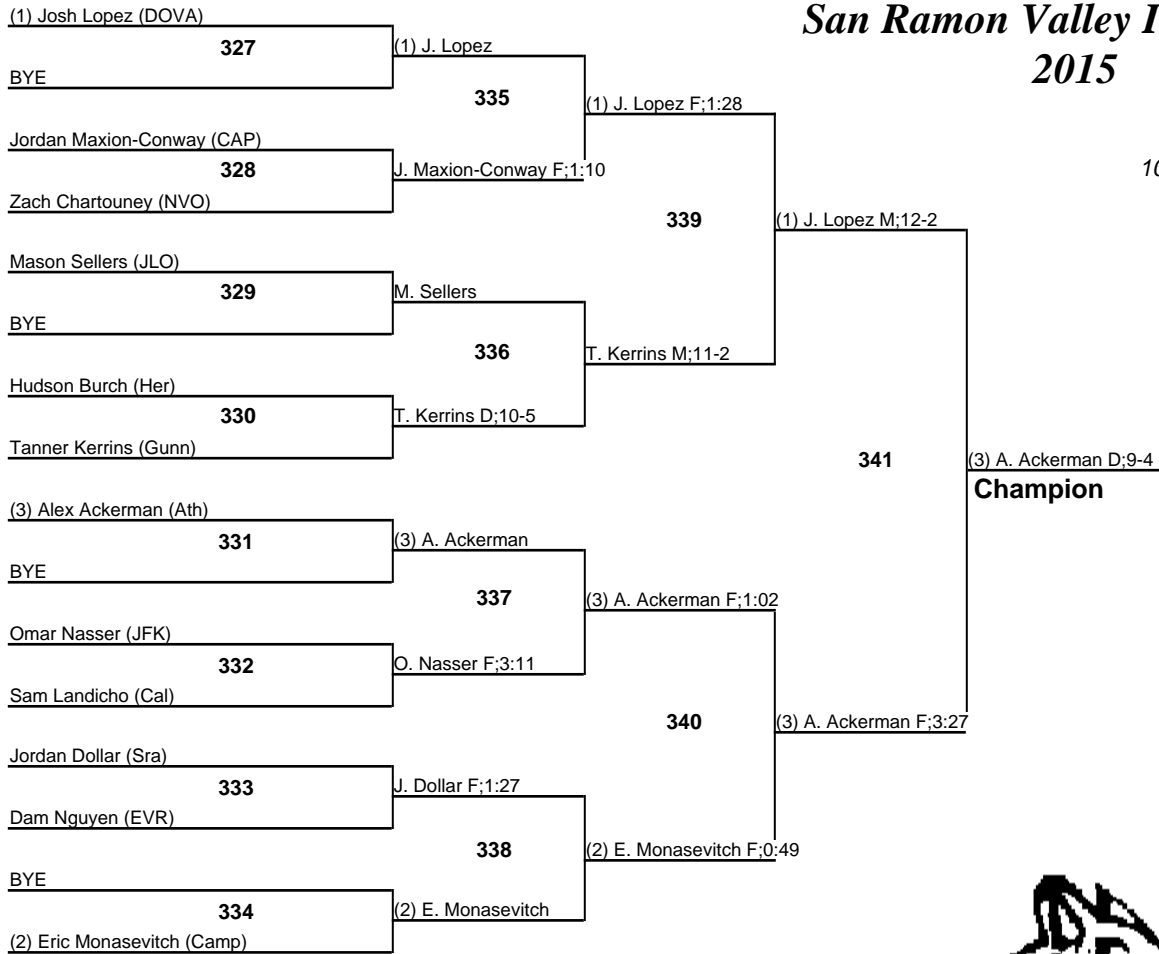 San Ramon Valley I
2015
10
(1) Josh Lopez (DOVA)
327
BYE
(1) J. Lopez
335
Jordan Maxion-Conway (CAP)
328
Zach Chartouney (NVO)
J. Maxion-Conway F;1:10
(1) J. Lopez F;1:28
339
Mason Sellers (JLO)
329
BYE
M. Sellers
336
Hudson Burch (Her)
330
Tanner Kerrins (Gunn)
T. Kerrins D;10-5
T. Kerrins M;11-2
(1) J. Lopez M;12-2
341
(3) A. Ackerman D;9-4
Champion
(3) Alex Ackerman (Ath)
331
BYE
(3) A. Ackerman
337
Omar Nasser (JFK)
332
Sam Landicho (Cal)
O. Nasser F;3:11
(3) A. Ackerman F;1:02
340
(3) A. Ackerman F;3:27
Jordan Dollar (Sra)
333
Dam Nguyen (EVR)
J. Dollar F;1:27
338
(2) E. Monasevitch F;0:49
BYE
334
(2) Eric Monasevitch (Camp)
(2) E. Monasevitch